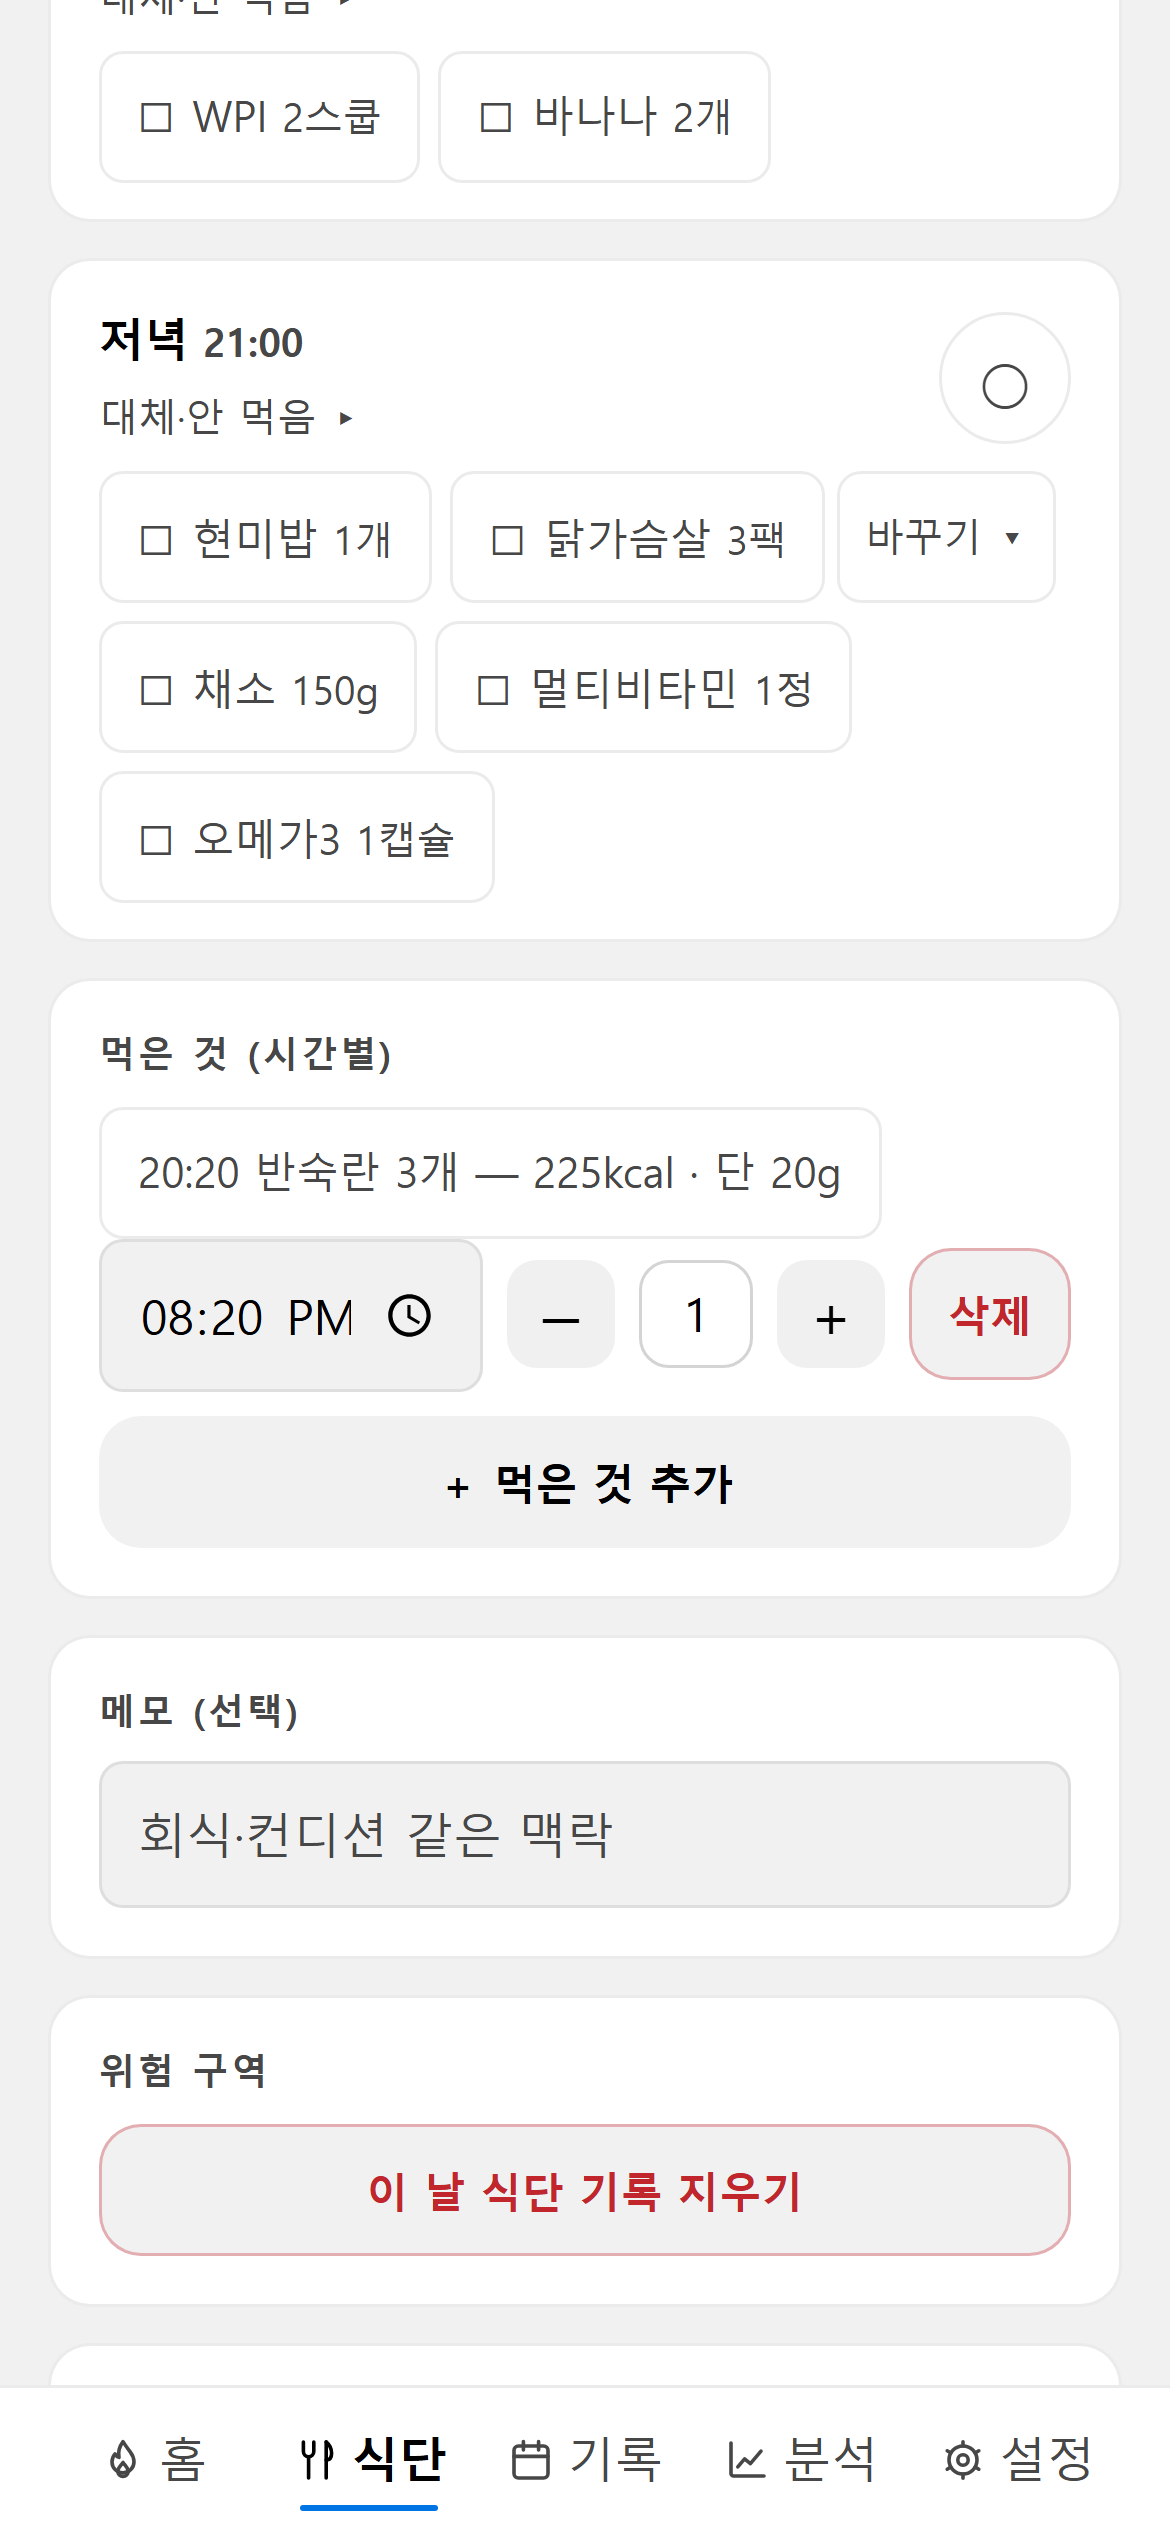 대체·안 먹음 ▸
☐ WPI 2스쿱 ☐ 바나나 2개
저녁 21:00
대체·안 먹음 ▸
☐ 현미밥 1개 ☐ 닭가슴살 3팩 바꾸기 ▾
☐ 채소 150g ☐ 멀티비타민 1정
☐ 오메가3 1캡슐
먹은 것 (시간별)
20:20 반숙란 3개 — 225kcal · 단 20g
08:20 PM — 1 + 삭제
+ 먹은 것 추가
메모 (선택)
회식·컨디션 같은 맥락
위험 구역
이 날 식단 기록 지우기
홈 식단 기록 분석 설정